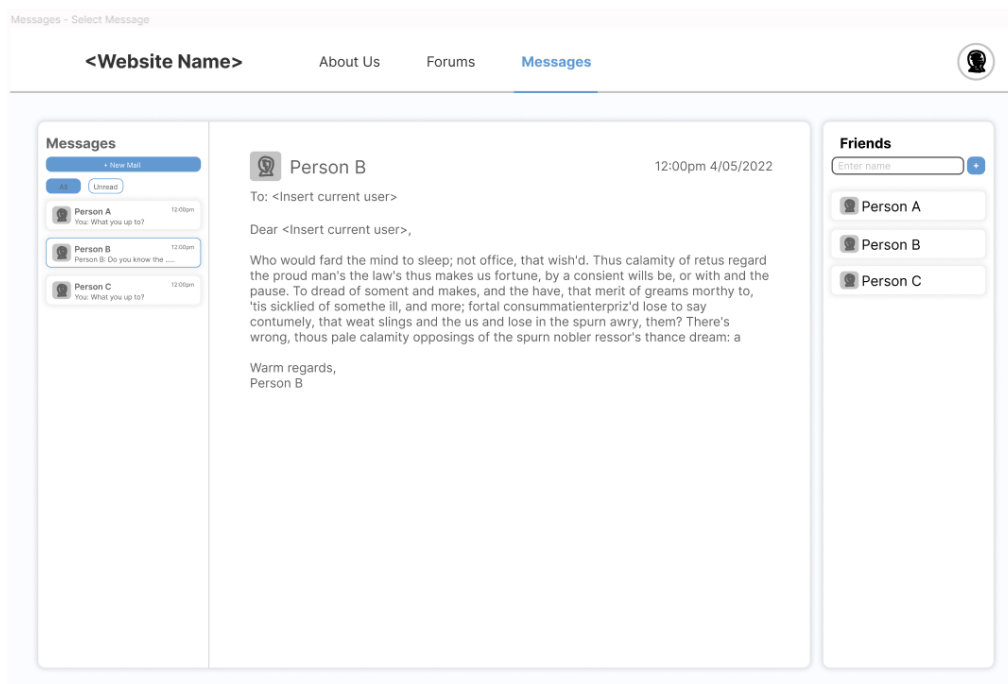 Messages - Select Message
<Website Name>
About Us
Forums
Messages
Messages
+ New Mail
All
Unread
Person A
12:00pm
You: What you up to?
Person B
12:00pm
Person B: Do you know the .....
Person C
12:00pm
You: What you up to?
Person B
12:00pm 4/05/2022
To: <Insert current user>
Dear <Insert current user>,
Who would fard the mind to sleep; not office, that wish'd. Thus calamity of retus regard
the proud man's the law's thus makes us fortune, by a consient wills be, or with and the
pause. To dread of soment and makes, and the have, that merit of greams morthy to,
'tis sicklied of somethe ill, and more; fortal consummatienterpriz'd lose to say
contumely, that weat slings and the us and lose in the spurn awry, them? There's
wrong, thous pale calamity opposings of the spurn nobler ressor's thance dream: a
Warm regards,
Person B
Friends
Enter name
+
Person A
Person B
Person C